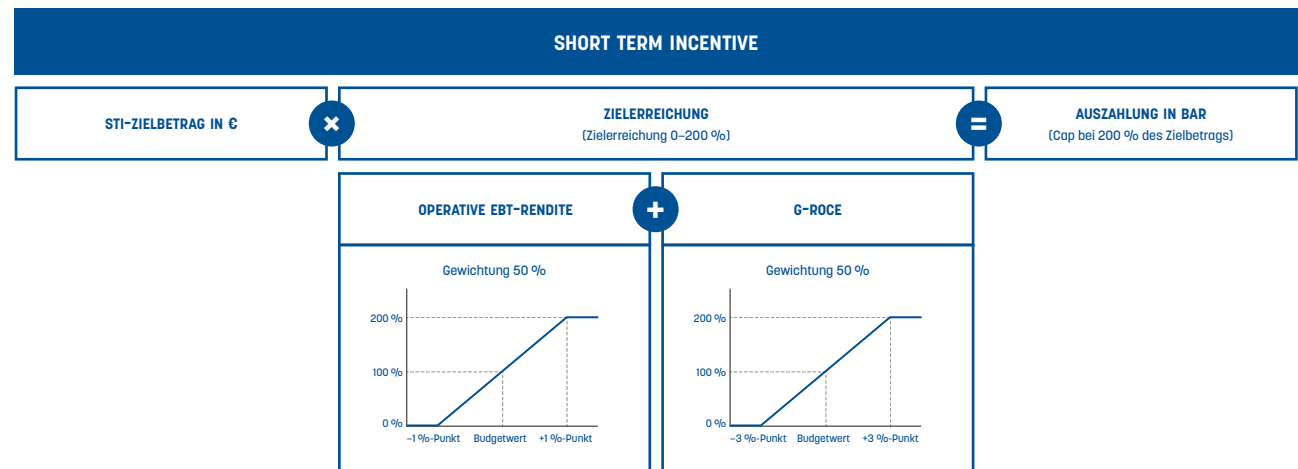 SHORT TERM INCENTIVE
STI-ZIELBETRAG IN €
×
ZIELERREICHUNG
(Zielerreichung 0–200 %)
=
AUSZAHLUNG IN BAR
(Cap bei 200 % des Zielbetrags)
OPERATIVE EBT-RENDITE
+
G-ROCE
Gewichtung 50 %
200 %
100 %
0 %
–1 %-Punkt Budgetwert +1 %-Punkt
Gewichtung 50 %
200 %
100 %
0 %
–3 %-Punkt Budgetwert +3 %-Punkt